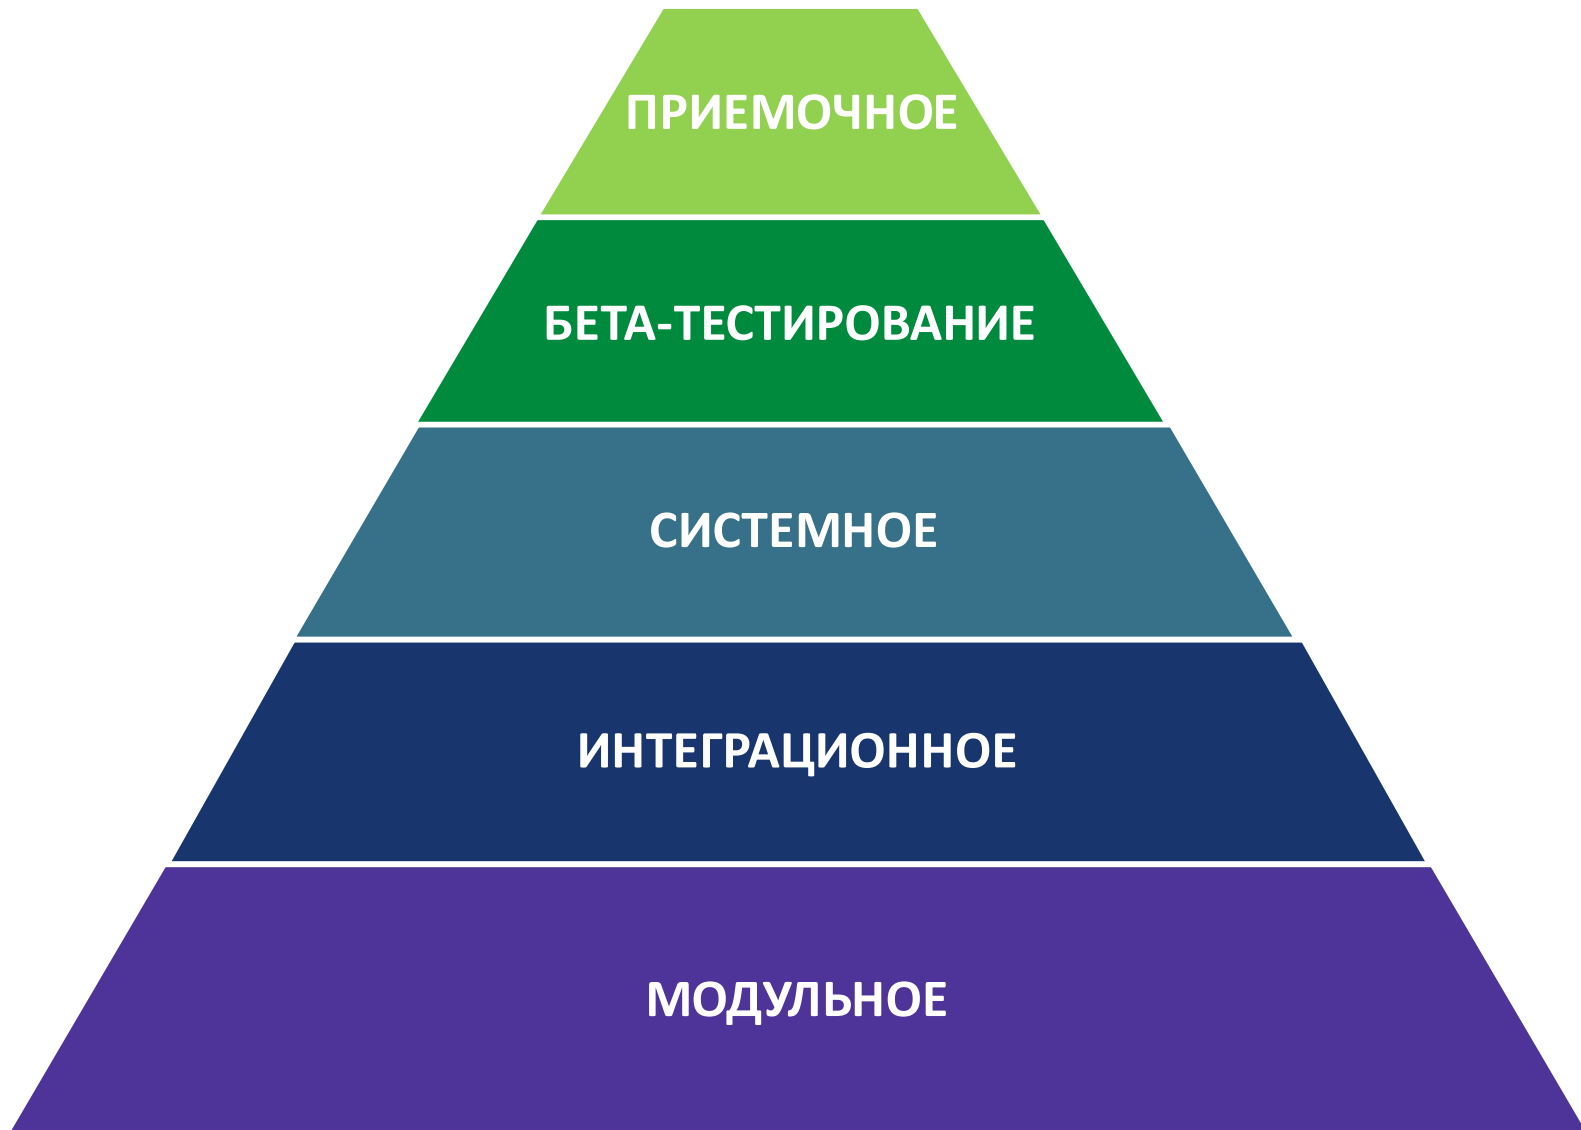 ПРИЕМОЧНОЕ
БЕТА-ТЕСТИРОВАНИЕ
СИСТЕМНОЕ
ИНТЕГРАЦИОННОЕ
МОДУЛЬНОЕ